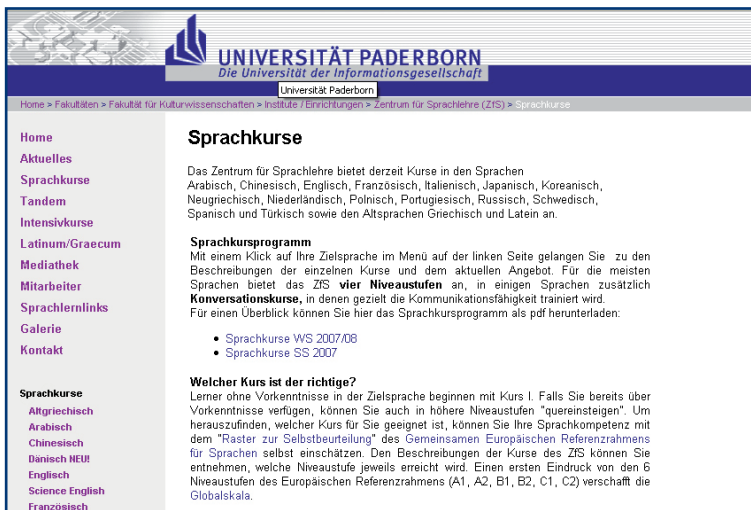 UNIVERSITÄT PADERBORN
Die Universität der Informationsgesellschaft
Universität Paderborn
Home > Fakultäten > Fakultät für Kulturwissenschaften > Institute / Einrichtungen > Zentrum für Sprachlehre (ZfS) > Sprachkurse
Home
Aktuelles
Sprachkurse
Tandem
Intensivkurse
Latinum/Graecum
Mediathek
Mitarbeiter
Sprachlernlinks
Galerie
Kontakt
Sprachkurse
Altgriechisch
Arabisch
Chinesisch
Dänisch NEU!
Englisch
Science English
Französisch
Sprachkurse
Das Zentrum für Sprachlehre bietet derzeit Kurse in den Sprachen
Arabisch, Chinesisch, Englisch, Französisch, Italienisch, Japanisch, Koreanisch,
Neugriechisch, Niederländisch, Polnisch, Portugiesisch, Russisch, Schwedisch,
Spanisch und Türkisch sowie den Altsprachen Griechisch und Latein an.
Sprachkursprogramm
Mit einem Klick auf Ihre Zielsprache im Menü auf der linken Seite gelangen Sie zu den
Beschreibungen der einzelnen Kurse und dem aktuellen Angebot. Für die meisten
Sprachen bietet das ZfS vier Niveaustufen an, in einigen Sprachen zusätzlich
Konversationskurse, in denen gezielt die Kommunikationsfähigkeit trainiert wird.
Für einen Überblick können Sie hier das Sprachkursprogramm als pdf herunterladen:
• Sprachkurse WS 2007/08
• Sprachkurse SS 2007
Welcher Kurs ist der richtige?
Lerner ohne Vorkenntnisse in der Zielsprache beginnen mit Kurs I. Falls Sie bereits über
Vorkenntnisse verfügen, können Sie auch in höhere Niveaustufen "quereinsteigen". Um
herauszufinden, welcher Kurs für Sie geeignet ist, können Sie Ihre Sprachkompetenz mit
dem "Raster zur Selbstbeurteilung" des Gemeinsamen Europäischen Referenzrahmens
für Sprachen selbst einschätzen. Den Beschreibungen der Kurse des ZfS können Sie
entnehmen, welche Niveaustufe jeweils erreicht wird. Einen ersten Eindruck von den 6
Niveaustufen des Europäischen Referenzrahmens (A1, A2, B1, B2, C1, C2) verschafft die
Globalskala.